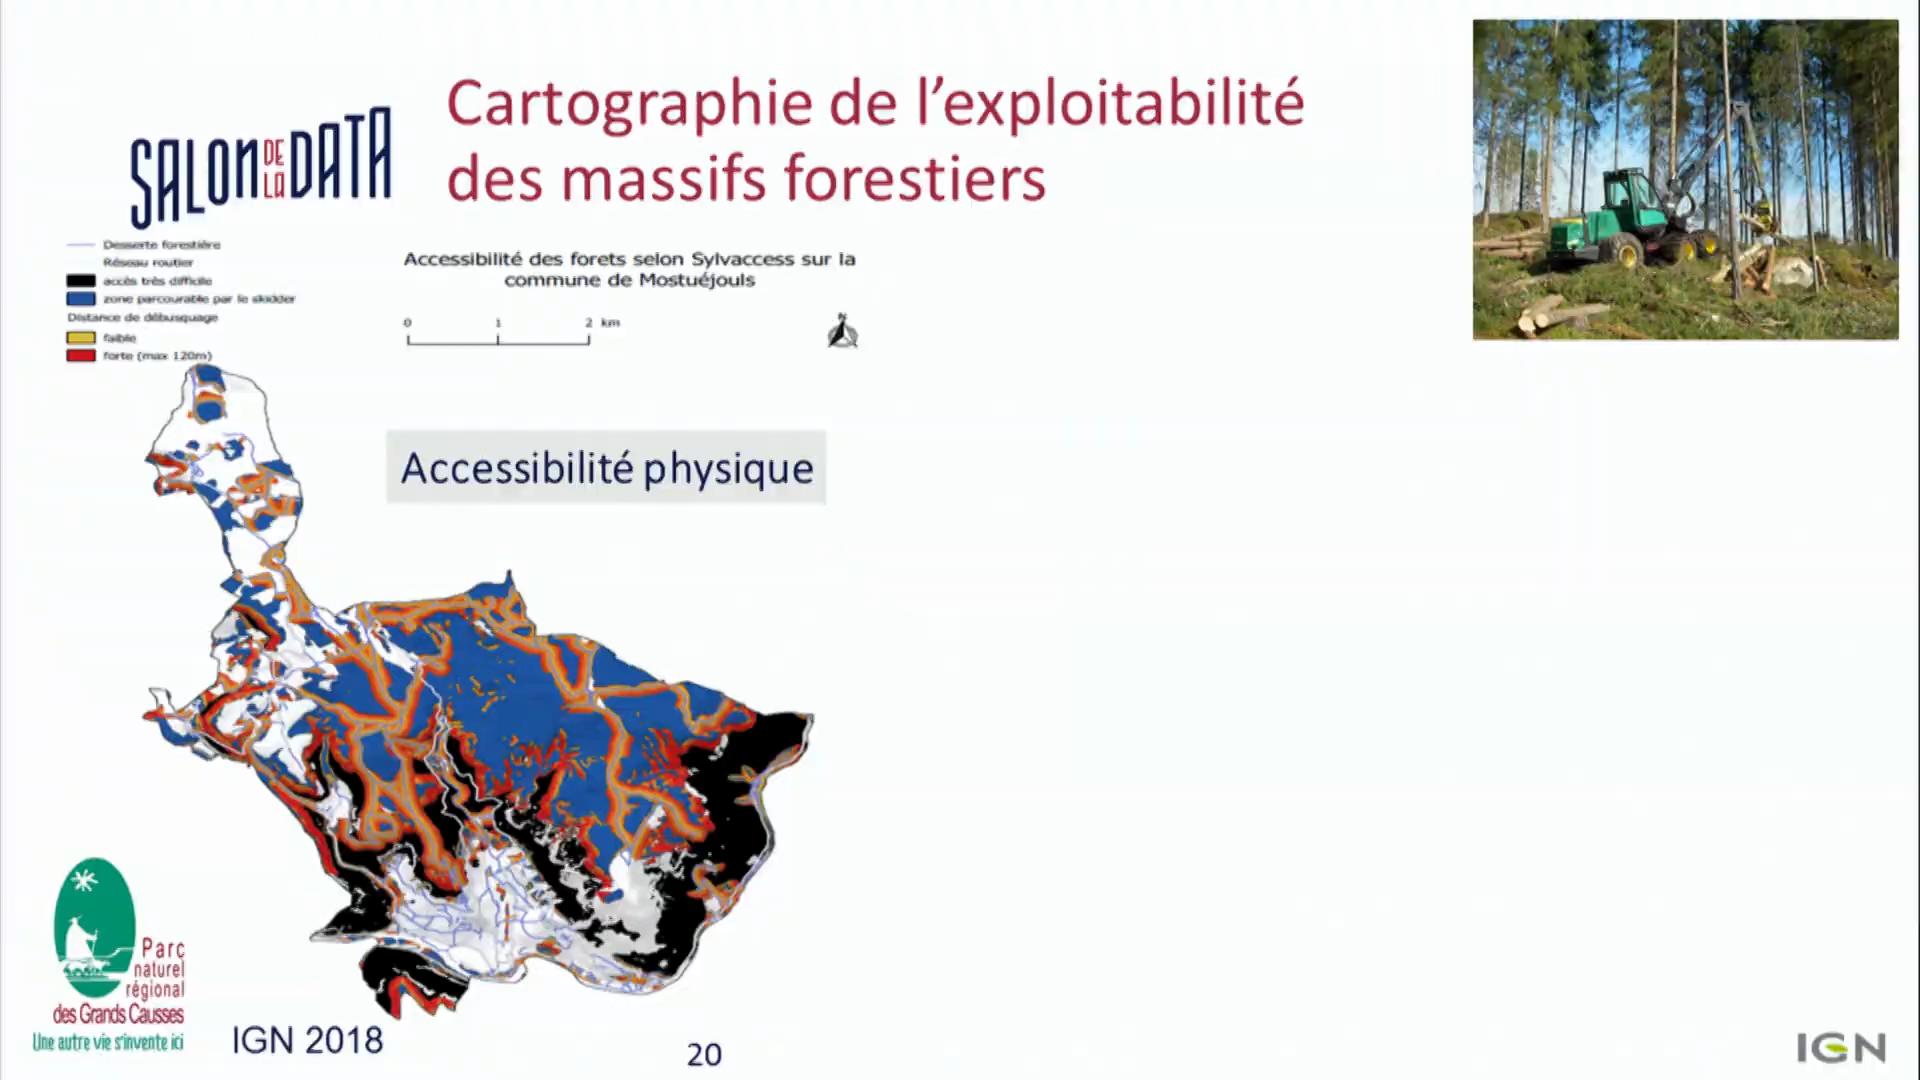 Cartographie de l’exploitabilité
des massifs forestiers
SALON DE LA DATA
Desserte forestière
Réseau routier
accès très difficile
zone parcourable par le skidder
Distance de débusquage
faible
forte (max 120m)
Accessibilité des forets selon Sylvaccess sur la
commune de Mostuéjouls
0 1 2 km
N
Accessibilité physique
Parc
naturel
régional
des Grands Causses
Une autre vie s'invente ici
IGN 2018
20
IGN